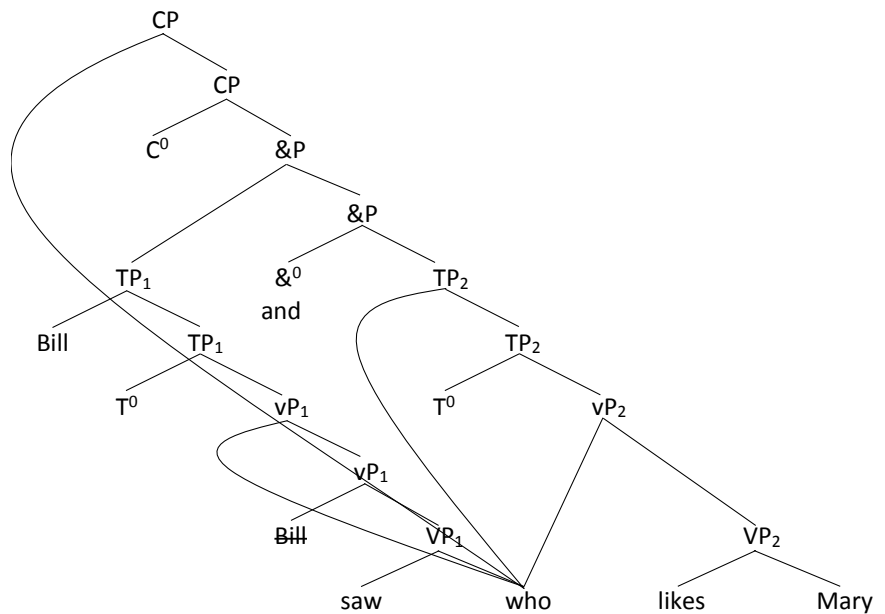 CP
CP
C⁰ &P
&P
TP₁ &⁰ TP₂
and
Bill TP₁ TP₂
T⁰ vP₁ T⁰ vP₂
vP₁
Bill VP₁ VP₂
saw who likes Mary